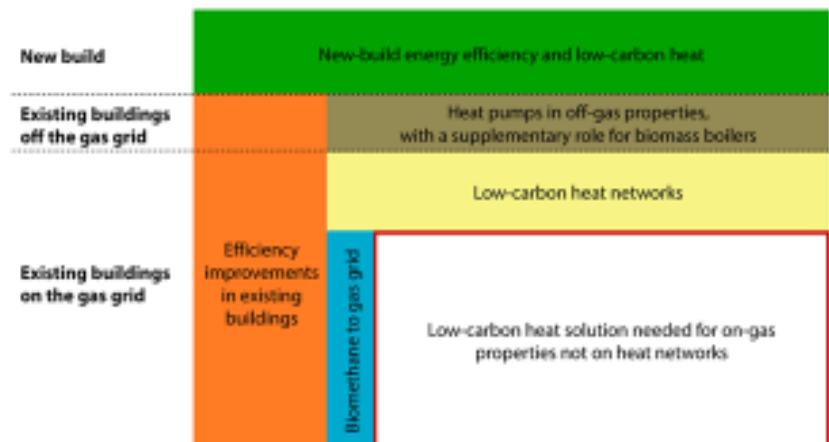 New build
New-build energy efficiency and low-carbon heat
Existing buildings
off the gas grid
Heat pumps in off-gas properties,
with a supplementary role for biomass boilers
Low-carbon heat networks
Existing buildings
on the gas grid
Efficiency
improvements
in existing
buildings
Biomethane to gas grid
Low-carbon heat solution needed for on-gas
properties not on heat networks